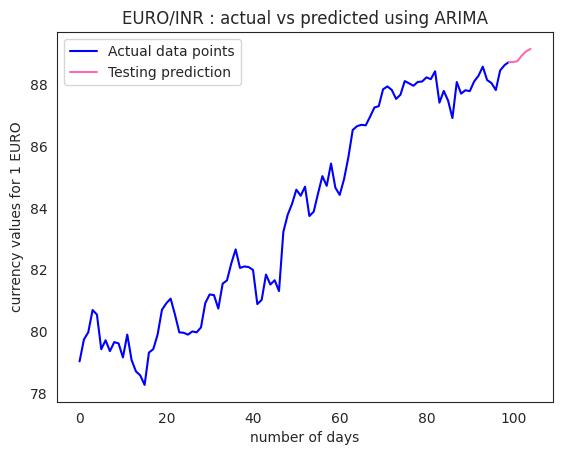 EURO/INR : actual vs predicted using ARIMA
Actual data points
Testing prediction
currency values for 1 EURO
88
86
84
82
80
78
0 20 40 60 80 100
number of days